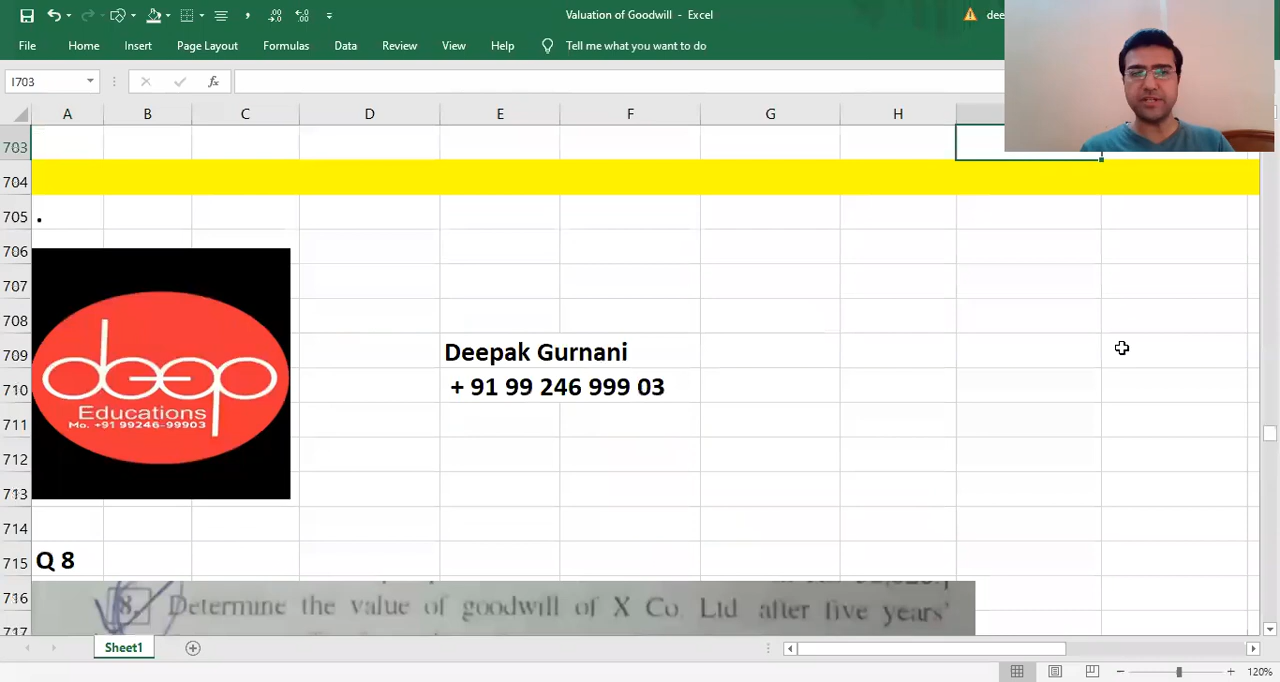 Valuation of Goodwill - Excel
dee
File Home Insert Page Layout Formulas Data Review View Help Tell me what you want to do
I703
fx
A B C D E F G H
703
704
705 .
706
707
708
709 Deepak Gurnani
710 + 91 99 246 999 03
711
712
713
deep
Educations
Mo. +91 99246-99903
714
715 Q 8
716 8. Determine the value of goodwill of X Co. Ltd after five years'
717
Sheet1
120%